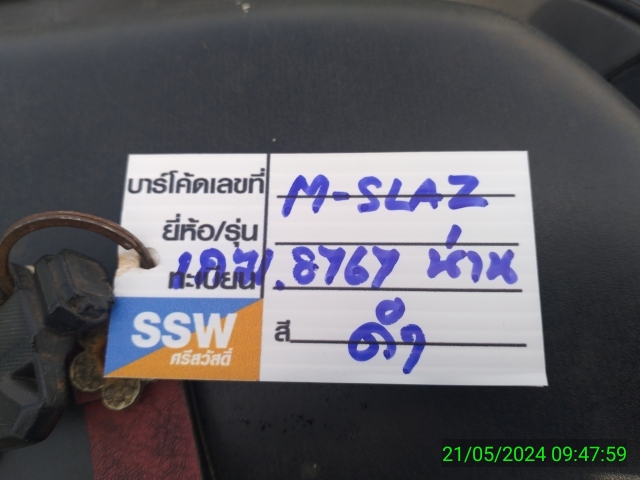 บาร์โค้ดเลขที่ M-SLAZ
ยี่ห้อ/รุ่น
ทะเบียน 8767 น่าน
SSW
ศรีสวัสดิ์
สี ดำ
21/05/2024 09:47:59